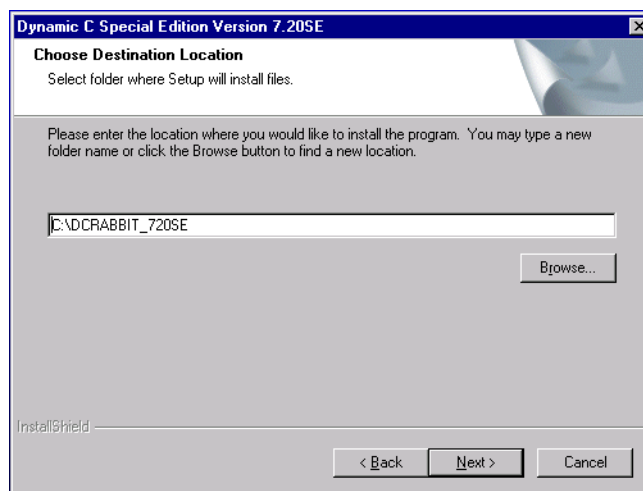 Dynamic C Special Edition Version 7.20SE
Choose Destination Location
Select folder where Setup will install files.
Please enter the location where you would like to install the program. You may type a new
folder name or click the Browse button to find a new location.
C:\DCRABBIT_720SE
Browse...
InstallShield
< Back
Next >
Cancel